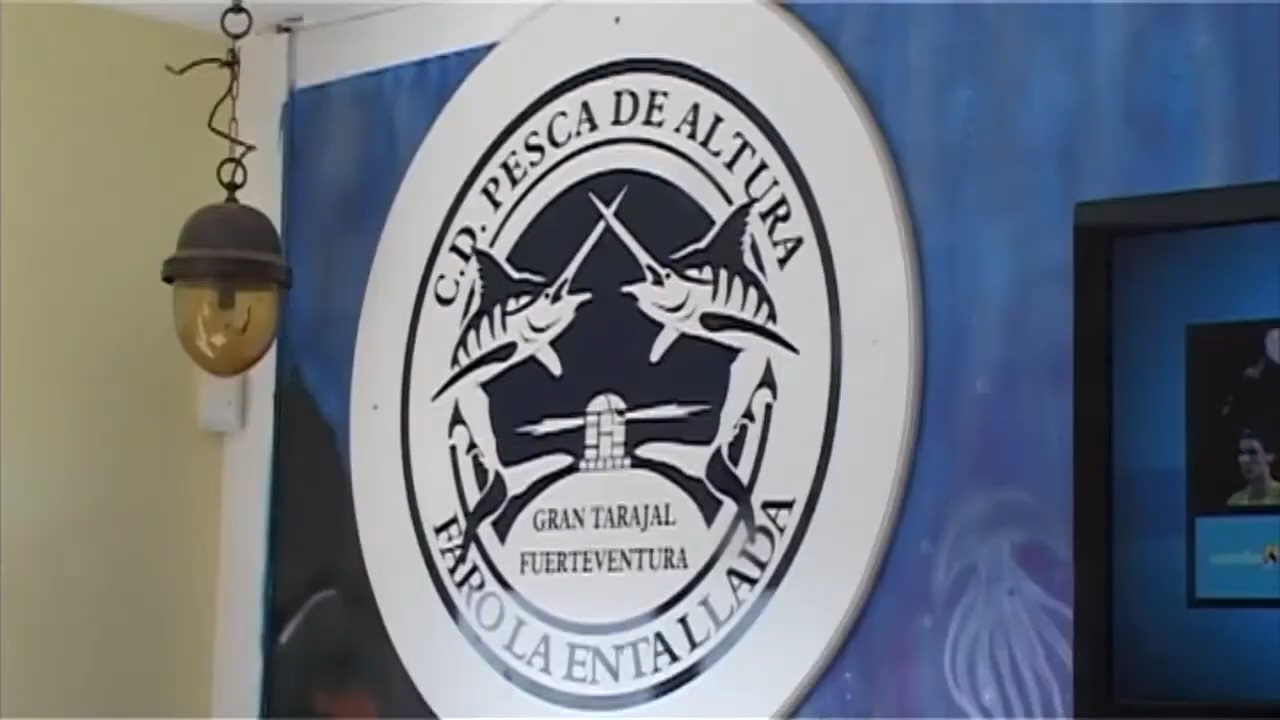 C.D. PESCA DE ALTURA
GRAN TARAJAL
FUERTEVENTURA
FARO LA ENTALLADA